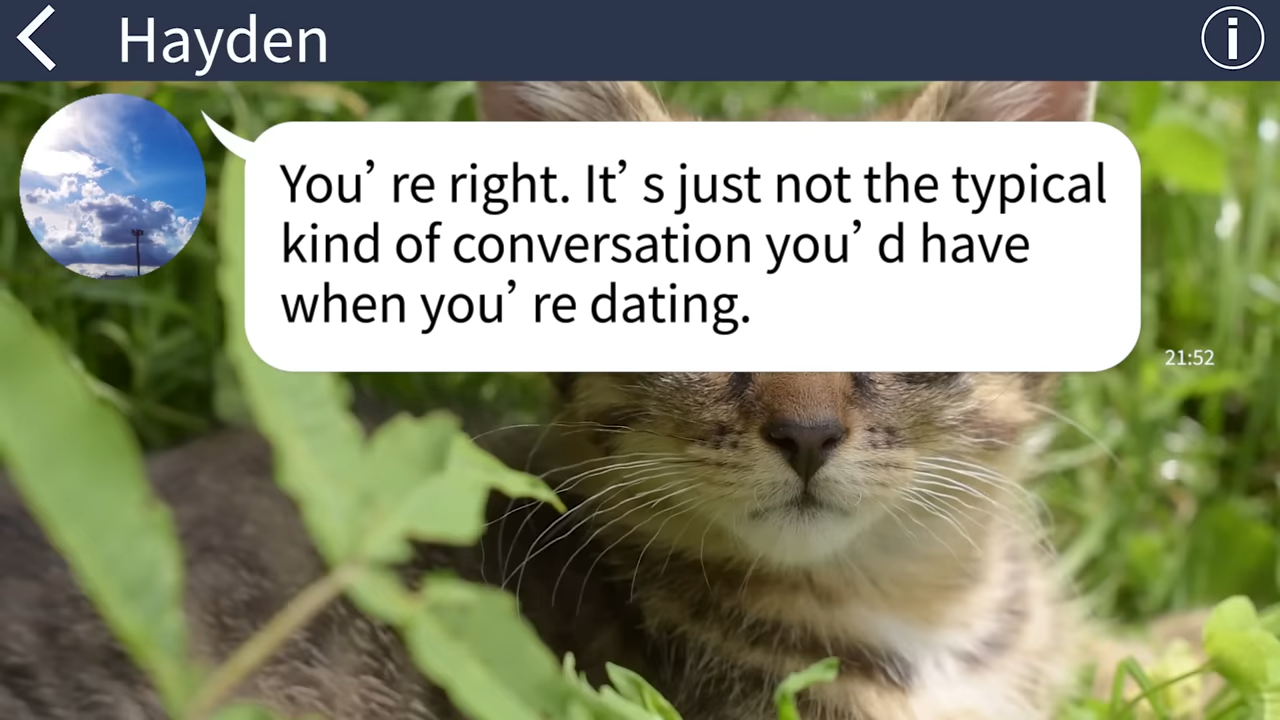 Hayden
You’ re right. It’ s just not the typical
kind of conversation you’ d have
when you’ re dating.
21:52